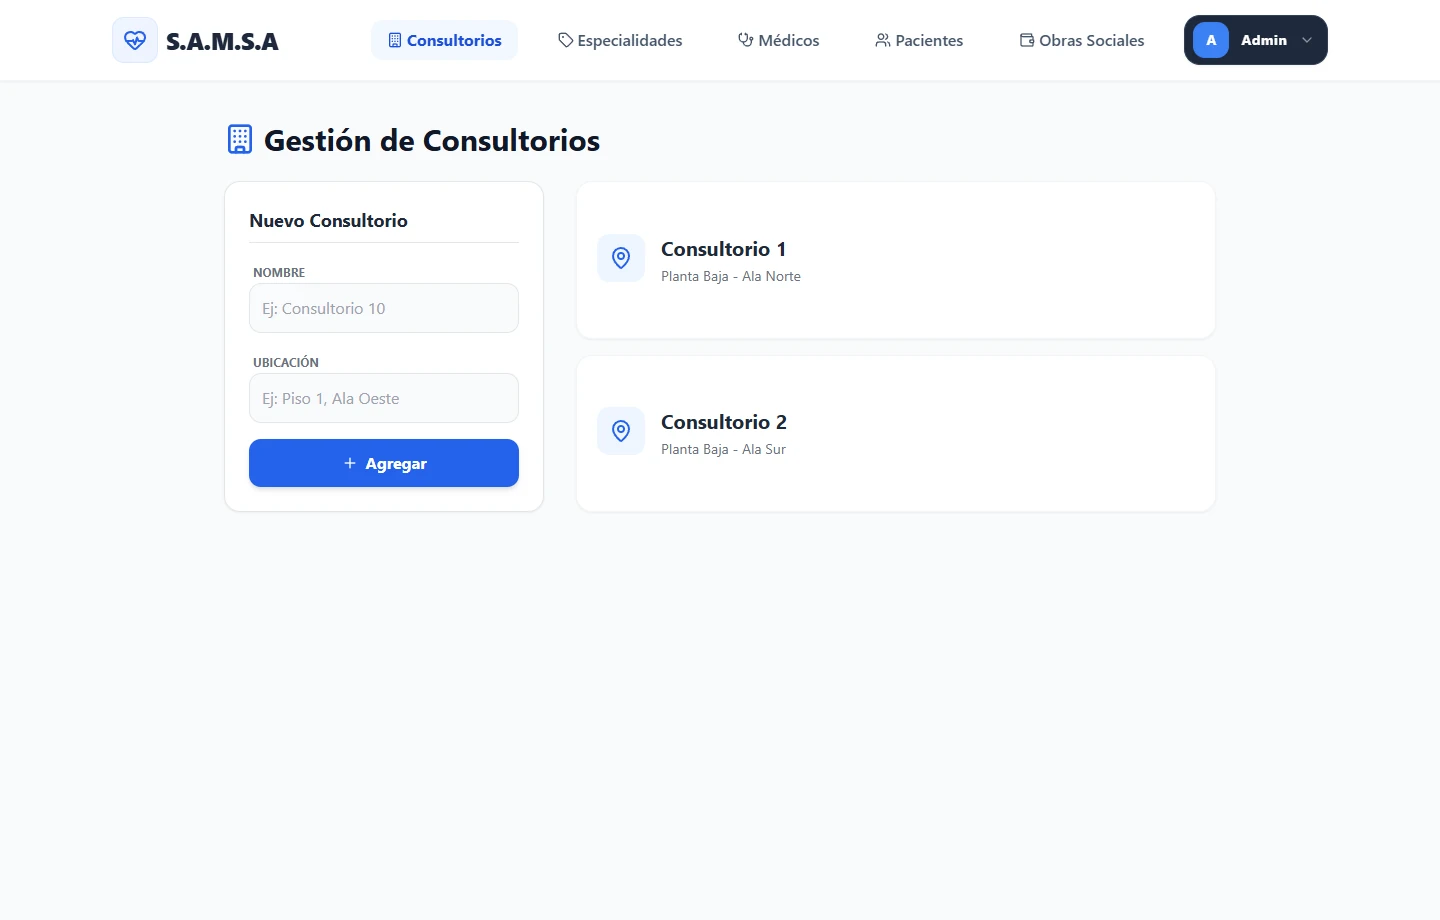 S.A.M.S.A
Consultorios
Especialidades
Médicos
Pacientes
Obras Sociales
A
Admin
Gestión de Consultorios
Nuevo Consultorio
NOMBRE
Ej: Consultorio 10
UBICACIÓN
Ej: Piso 1, Ala Oeste
+ Agregar
Consultorio 1
Planta Baja - Ala Norte
Consultorio 2
Planta Baja - Ala Sur